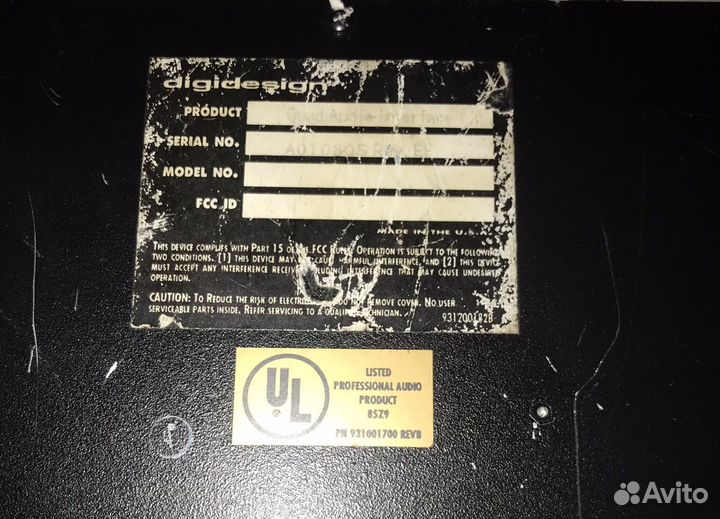 digidesign
PRODUCT Quad Audio Interface
SERIAL NO. A010805 Rev FF
MODEL NO.
FCC ID
MADE IN THE U.S.
THIS DEVICE COMPLIES WITH PART 15 OF THE FCC RULES. OPERATION IS SUBJECT TO THE FOLLOWING
TWO CONDITIONS. [1] THIS DEVICE MAY NOT CAUSE HARMFUL INTERFERENCE, AND [2] THIS DEVICE
MUST ACCEPT ANY INTERFERENCE RECEIVED, INCLUDING INTERFERENCE THAT MAY CAUSE UNDESIRED
OPERATION.
CAUTION: TO REDUCE THE RISK OF ELECTRIC DO NOT REMOVE COVER. NO USER
SERVICEABLE PARTS INSIDE. REFER SERVICING TO A QUALIFIED TECHNICIAN.
UL
®
LISTED
PROFESSIONAL AUDIO
PRODUCT
85Z9
PN 931601700 REVB
Avito